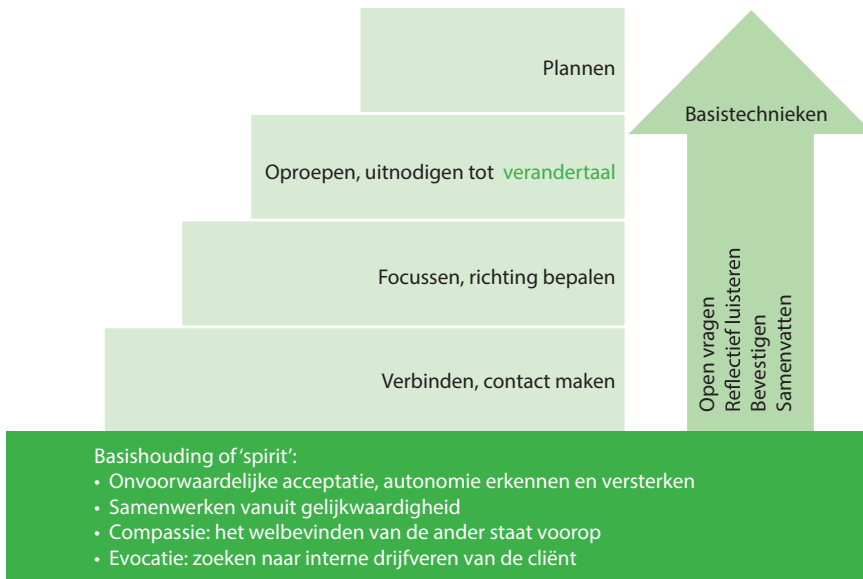 Plannen
Basistechnieken
Oproepen, uitnodigen tot verandertaal
Focussen, richting bepalen
Verbinden, contact maken
Open vragen
Reflectief luisteren
Bevestigen
Samenvatten
Basishouding of ‘spirit’:
• Onvoorwaardelijke acceptatie, autonomie erkennen en versterken
• Samenwerken vanuit gelijkwaardigheid
• Compassie: het welbevinden van de ander staat voorop
• Evocatie: zoeken naar interne drijfveren van de cliënt